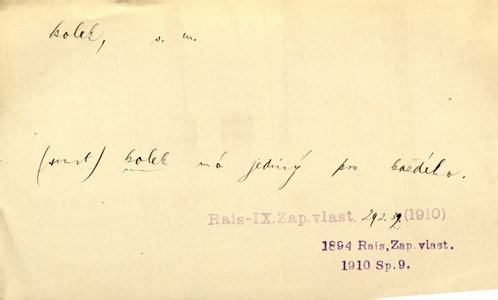 kolek, s. m.
(smrt) kolek má jediný pro každého.
Rais-IX.Zap.vlast. 292. (1910)
1894 Rais, Zap. vlast.
1910 Sp. 9.